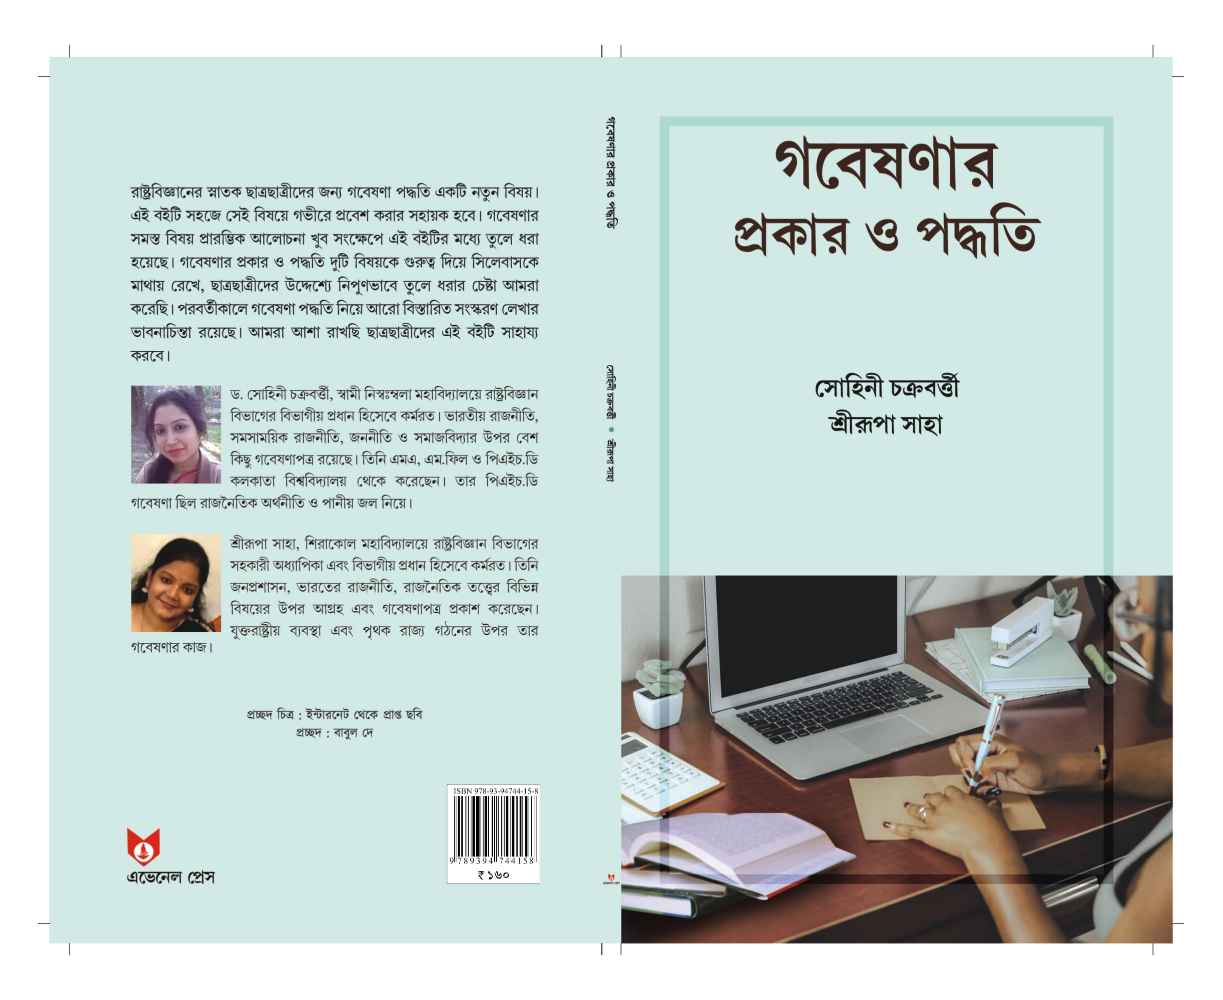 রাষ্ট্রবিজ্ঞানের স্নাতক ছাত্রছাত্রীদের জন্য গবেষণা পদ্ধতি একটি নতুন বিষয়।
এই বইটি সহজে সেই বিষয়ে গভীরে প্রবেশ করার সহায়ক হবে। গবেষণার
সমস্ত বিষয় প্রারম্ভিক আলোচনা খুব সংক্ষেপে এই বইটির মধ্যে তুলে ধরা
হয়েছে। গবেষণার প্রকার ও পদ্ধতি দুটি বিষয়কে গুরুত্ব দিয়ে সিলেবাসকে
মাথায় রেখে, ছাত্রছাত্রীদের উদ্দেশ্যে নিপুণভাবে তুলে ধরার চেষ্টা আমরা
করেছি। পরবর্তীকালে গবেষণা পদ্ধতি নিয়ে আরো বিস্তারিত সংস্করণ লেখার
ভাবনাচিন্তা রয়েছে। আমরা আশা রাখছি ছাত্রছাত্রীদের এই বইটি সাহায্য
করবে।
ড. সোহিনী চক্রবর্ত্তী, স্বামী নিস্বঃম্বলা মহাবিদ্যালয়ে রাষ্ট্রবিজ্ঞান
বিভাগের বিভাগীয় প্রধান হিসেবে কর্মরত। ভারতীয় রাজনীতি,
সমসাময়িক রাজনীতি, জননীতি ও সমাজবিদ্যার উপর বেশ
কিছু গবেষণাপত্র রয়েছে। তিনি এমএ, এম.ফিল ও পিএইচ.ডি
কলকাতা বিশ্ববিদ্যালয় থেকে করেছেন। তার পিএইচ.ডি
গবেষণা ছিল রাজনৈতিক অর্থনীতি ও পানীয় জল নিয়ে।
শ্রীরূপা সাহা, শিরাকোল মহাবিদ্যালয়ে রাষ্ট্রবিজ্ঞান বিভাগের
সহকারী অধ্যাপিকা এবং বিভাগীয় প্রধান হিসেবে কর্মরত। তিনি
জনপ্রশাসন, ভারতের রাজনীতি, রাজনৈতিক তত্ত্বের বিভিন্ন
বিষয়ের উপর আগ্রহ এবং গবেষণাপত্র প্রকাশ করেছেন।
যুক্তরাষ্ট্রীয় ব্যবস্থা এবং পৃথক রাজ্য গঠনের উপর তার
গবেষণার কাজ।
প্রচ্ছদ চিত্র : ইন্টারনেট থেকে প্রাপ্ত ছবি
প্রচ্ছদ : বাবুল দে
ISBN 978-93-94744-15-8
9 789394 744158
₹ ১৬০
এভেনেল প্রেস
গবেষণার প্রকার ও পদ্ধতি
সোহিনী চক্রবর্ত্তী * শ্রীরূপা সাহা
গবেষণার
প্রকার ও পদ্ধতি
সোহিনী চক্রবর্ত্তী
শ্রীরূপা সাহা